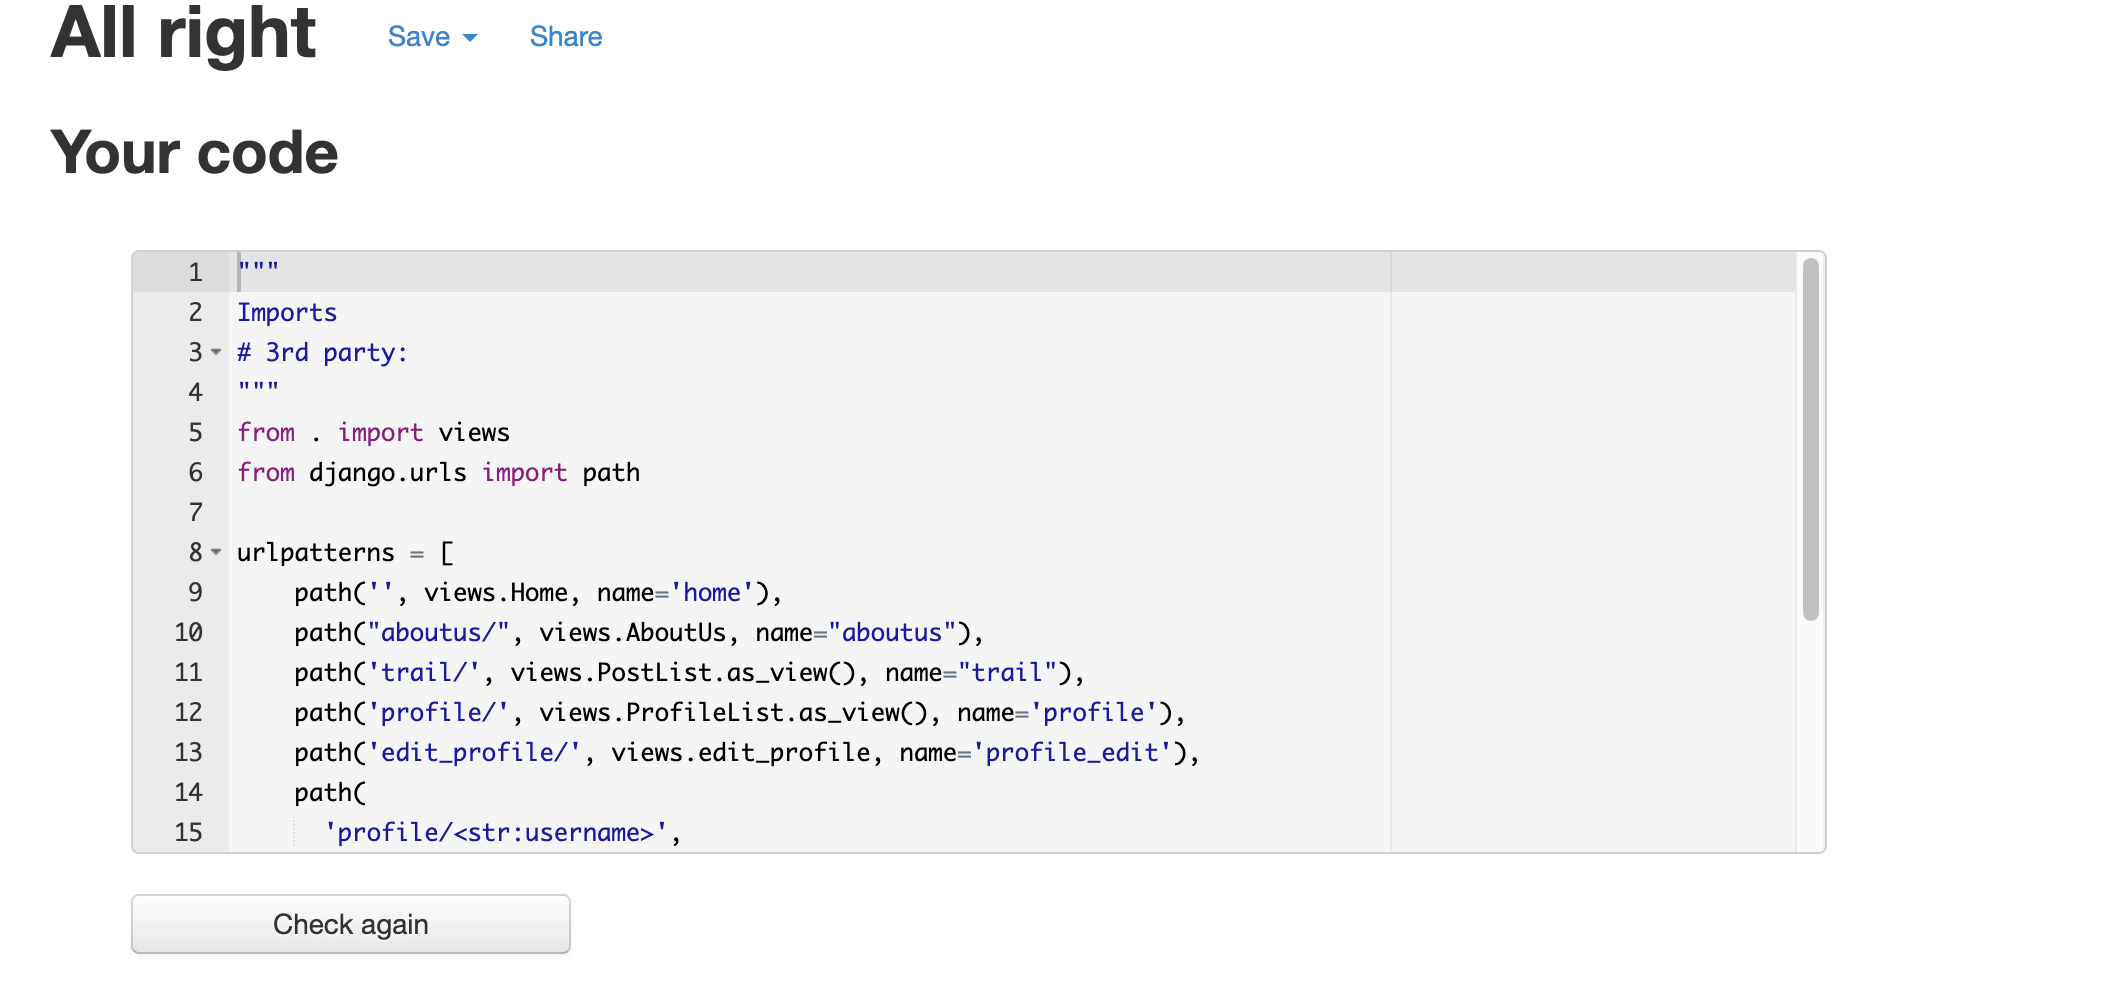 All right Save Share
Your code
1 """
2 Imports
3 # 3rd party:
4 """
5 from . import views
6 from django.urls import path
7
8 urlpatterns = [
9     path('', views.Home, name='home'),
10     path("aboutus/", views.AboutUs, name="aboutus"),
11     path('trail/', views.PostList.as_view(), name="trail"),
12     path('profile/', views.ProfileList.as_view(), name='profile'),
13     path('edit_profile/', views.edit_profile, name='profile_edit'),
14     path(
15       'profile/<str:username>',
Check again